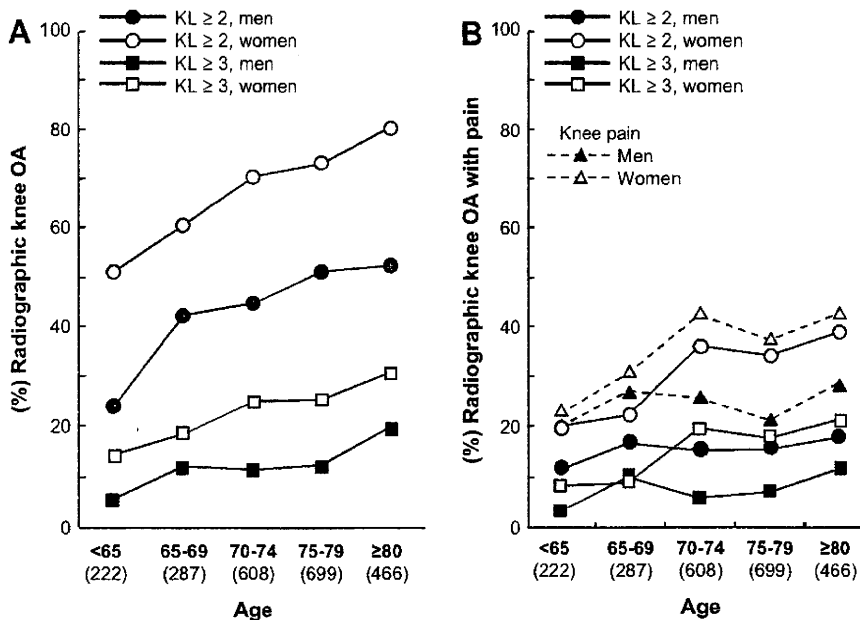 A
KL ≥ 2, men
KL ≥ 2, women
KL ≥ 3, men
KL ≥ 3, women
(%) Radiographic knee OA
100
80
60
40
20
0
<65 65-69 70-74 75-79 ≥80
(222) (287) (608) (699) (466)
Age
B
KL ≥ 2, men
KL ≥ 2, women
KL ≥ 3, men
KL ≥ 3, women
Knee pain
Men
Women
(%) Radiographic knee OA with pain
100
80
60
40
20
0
<65 65-69 70-74 75-79 ≥80
(222) (287) (608) (699) (466)
Age